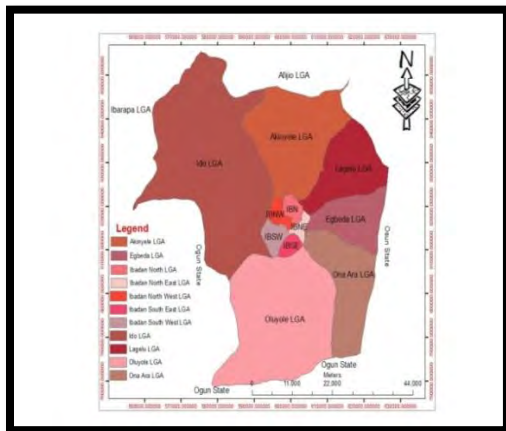 N
Alijio LGA
Ibarapa LGA
Akinyele LGA
Ido LGA
Lagelu LGA
IBN
IBNW
IBNE
Egbeda LGA
IBSW
IBSE
Osun State
Ogun State
Ona Ara LGA
Oluyole LGA
Legend
Akinyele LGA
Egbeda LGA
Ibadan North LGA
Ibadan North East LGA
Ibadan North West LGA
Ibadan South East LGA
Ibadan South West LGA
Ido LGA
Lagelu LGA
Oluyole LGA
Ona Ara LGA
Ogun State
Ogun State
Meters
0 11,000 22,000 44,000